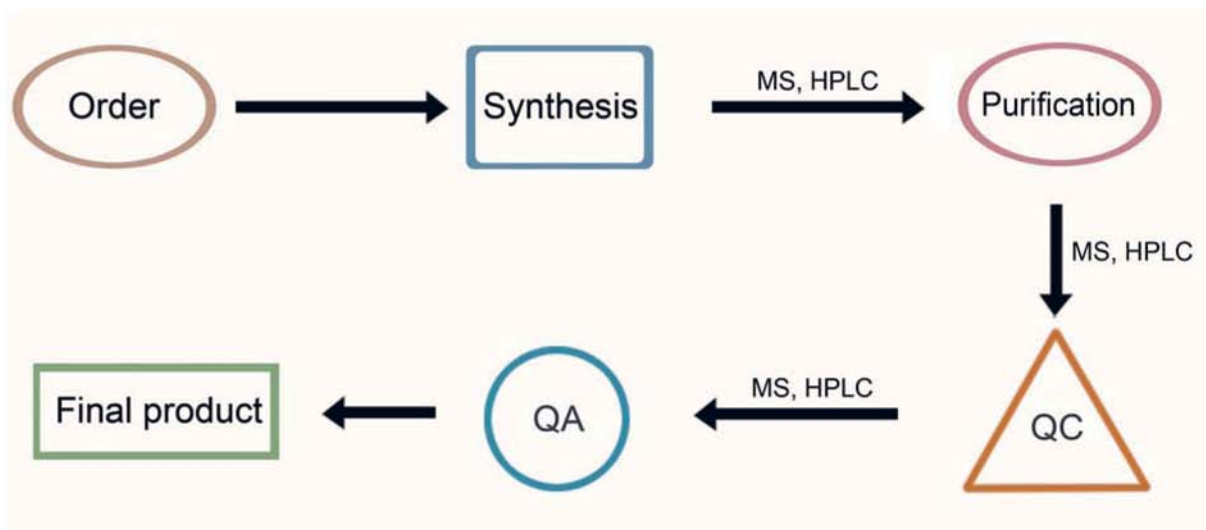 Order
Synthesis
MS, HPLC
Purification
MS, HPLC
QC
MS, HPLC
QA
Final product